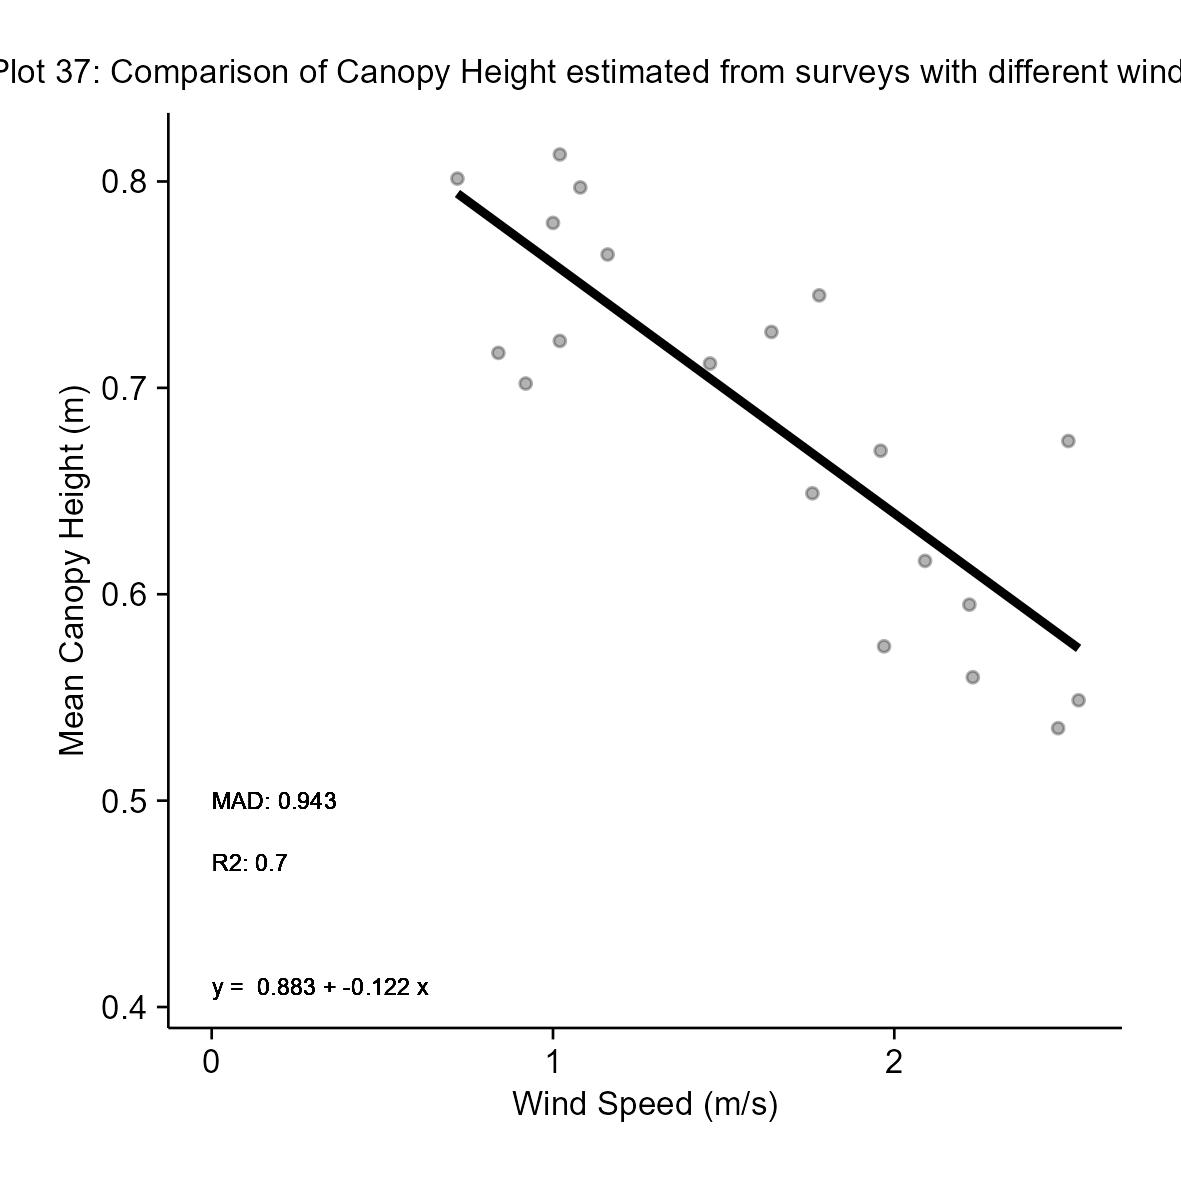 Plot 37: Comparison of Canopy Height estimated from surveys with different wind
0.8
0.7
0.6
0.5
0.4
Mean Canopy Height (m)
MAD: 0.943
R2: 0.7
y =  0.883 + -0.122 x
0
1
2
Wind Speed (m/s)